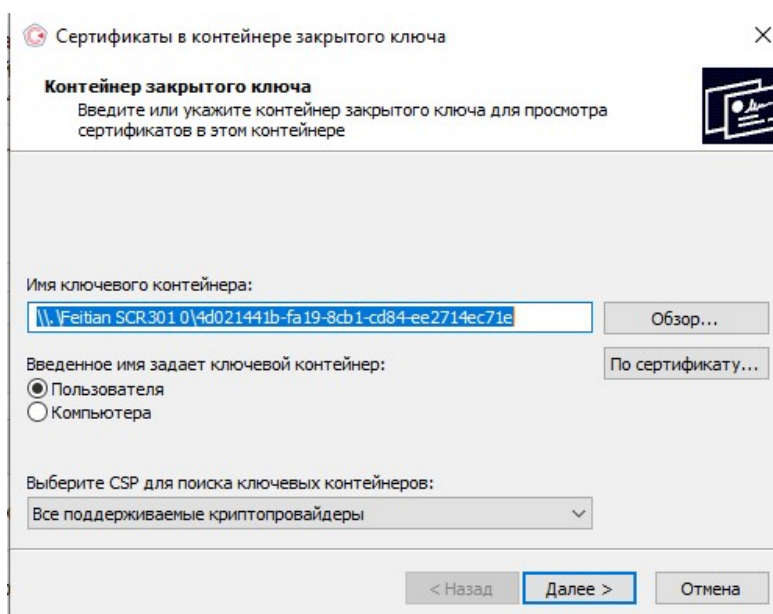 Сертификаты в контейнере закрытого ключа
Контейнер закрытого ключа
Введите или укажите контейнер закрытого ключа для просмотра
сертификатов в этом контейнере
Имя ключевого контейнера:
\\.\Feitian SCR301 0\4d021441b-fa19-8cb1-cd84-ee2714ec71e
Обзор...
Введенное имя задает ключевой контейнер:
По сертификату...
Пользователя
Компьютера
Выберите CSP для поиска ключевых контейнеров:
Все поддерживаемые криптопровайдеры
< Назад
Далее >
Отмена